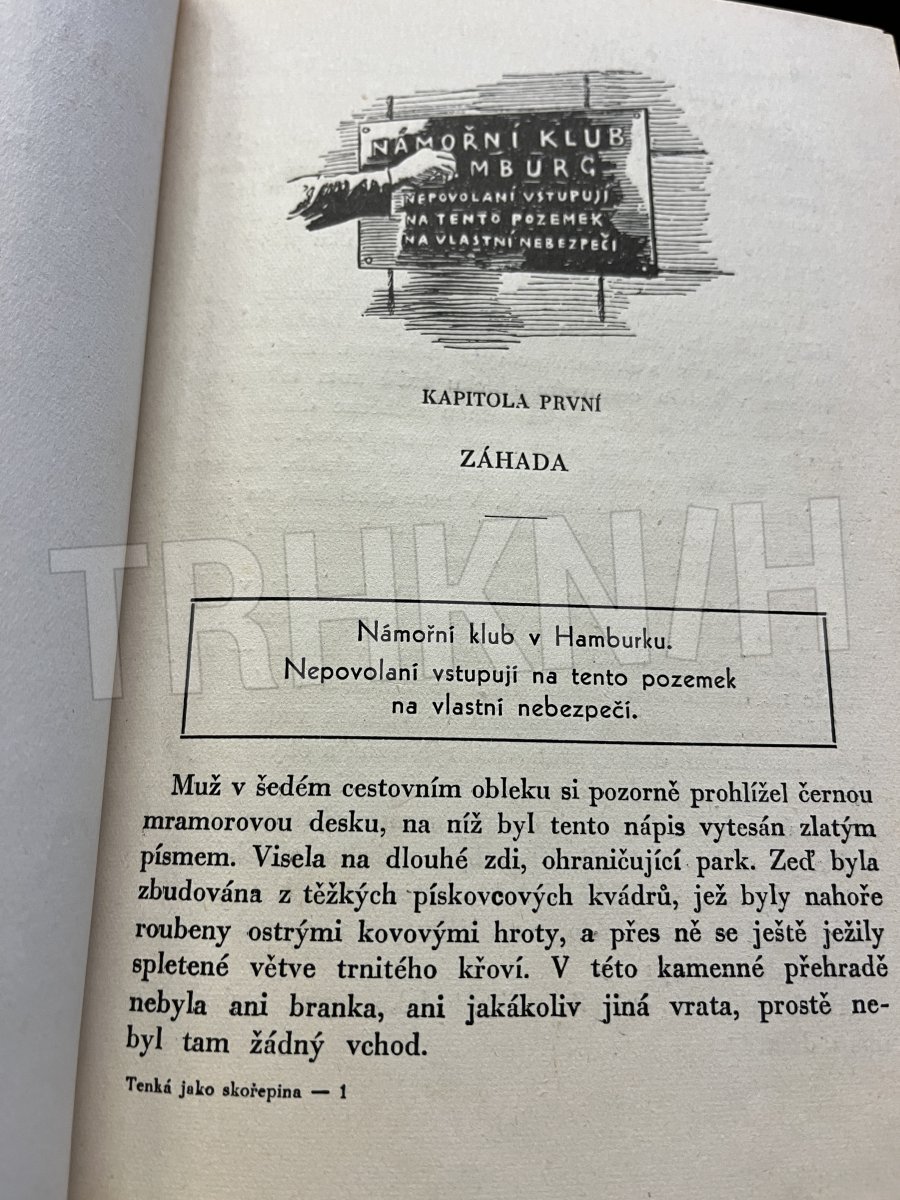 NÁMOŘNÍ KLUB
MBURG
NEPOVOLANÍ VSTUPUJÍ
NA TENTO POZEMEK
NA VLASTNÍ NEBEZPEČÍ
KAPITOLA PRVNÍ
ZÁHADA
TRHKNIH
Námořní klub v Hamburku.
Nepovolaní vstupují na tento pozemek
na vlastní nebezpečí.
Muž v šedém cestovním obleku si pozorně prohlížel černou
mramorovou desku, na níž byl tento nápis vytesán zlatým
písmem. Visela na dlouhé zdi, ohraničující park. Zeď byla
zbudována z těžkých pískovcových kvádrů, jež byly nahoře
roubeny ostrými kovovými hroty, a přes ně se ještě ježily
spletené větve trnitého křoví. V této kamenné přehradě
nebyla ani branka, ani jakákoliv jiná vrata, prostě ne-
byl tam žádný vchod.
Tenká jako skořepina — 1